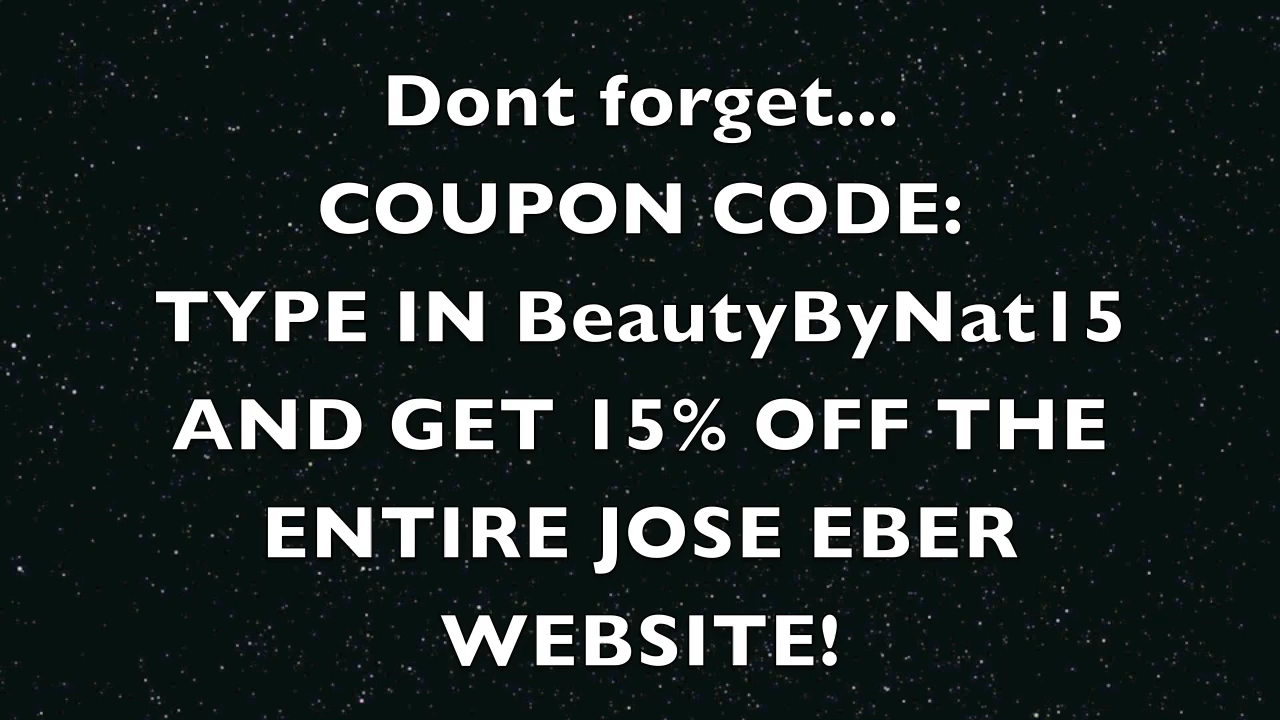 Dont forget...
COUPON CODE:
TYPE IN BeautyByNat15
AND GET 15% OFF THE
ENTIRE JOSE EBER
WEBSITE!